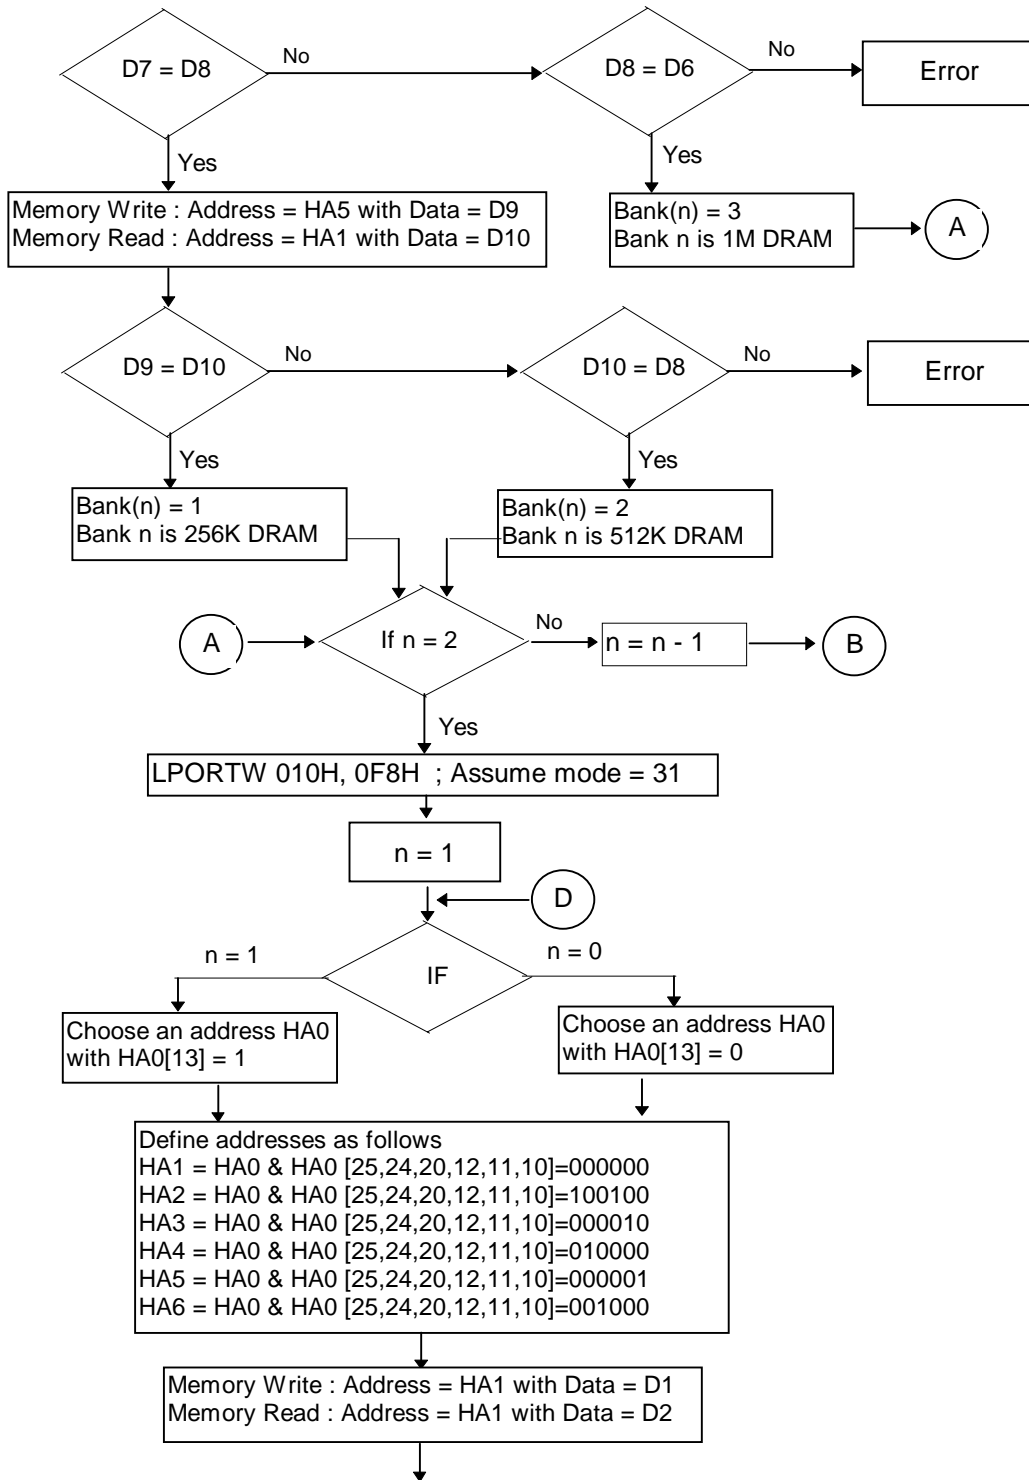 D7 = D8
No
D8 = D6
No
Error
Yes
Yes
Memory Write : Address = HA5 with Data = D9
Memory Read : Address = HA1 with Data = D10
Bank(n) = 3
Bank n is 1M DRAM
A
D9 = D10
No
D10 = D8
No
Error
Yes
Yes
Bank(n) = 1
Bank n is 256K DRAM
Bank(n) = 2
Bank n is 512K DRAM
A
If n = 2
No
n = n - 1
B
Yes
LPORTW 010H, 0F8H ; Assume mode = 31
n = 1
D
n = 1
IF
n = 0
Choose an address HA0
with HA0[13] = 1
Choose an address HA0
with HA0[13] = 0
Define addresses as follows
HA1 = HA0 & HA0 [25,24,20,12,11,10]=000000
HA2 = HA0 & HA0 [25,24,20,12,11,10]=100100
HA3 = HA0 & HA0 [25,24,20,12,11,10]=000010
HA4 = HA0 & HA0 [25,24,20,12,11,10]=010000
HA5 = HA0 & HA0 [25,24,20,12,11,10]=000001
HA6 = HA0 & HA0 [25,24,20,12,11,10]=001000
Memory Write : Address = HA1 with Data = D1
Memory Read : Address = HA1 with Data = D2